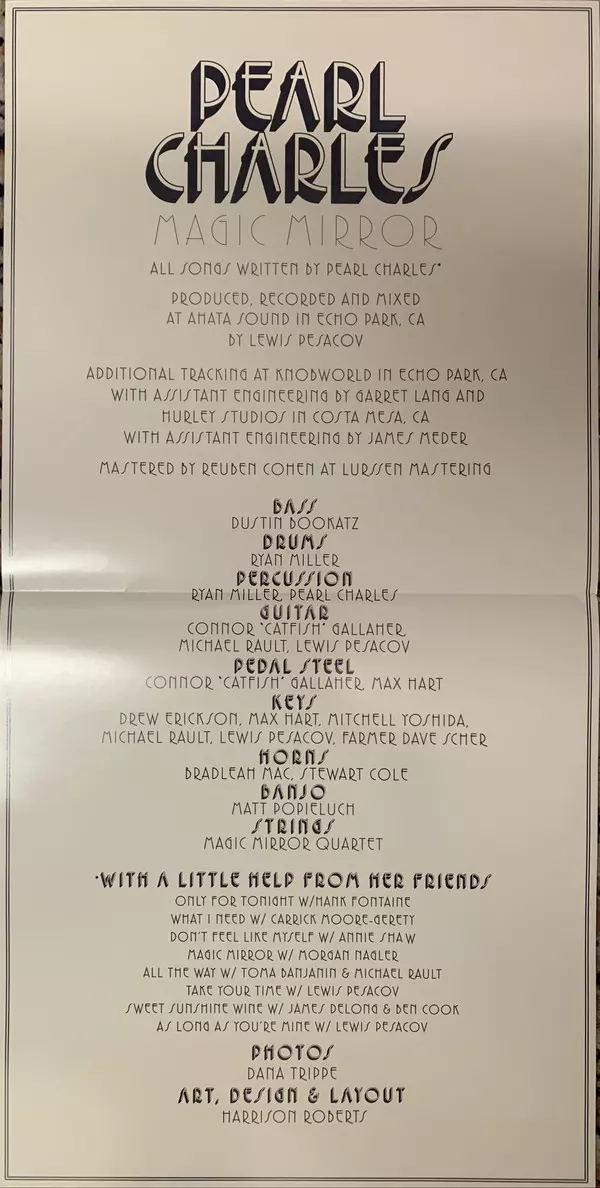 PEARL
CHARLES
MAGIC MIRROR
ALL SONGS WRITTEN BY PEARL CHARLES*
PRODUCED, RECORDED AND MIXED
AT AHATA SOUND IN ECHO PARK, CA
BY LEWIS PESACOV
ADDITIONAL TRACKING AT KNOBWORLD IN ECHO PARK, CA
WITH ASSISTANT ENGINEERING BY GARRET LANG AND
HURLEY STUDIOS IN COSTA MESA, CA
WITH ASSISTANT ENGINEERING BY JAMES MEDER
MASTERED BY REUBEN COHEN AT LURSSEN MASTERING
BASS
DUSTIN BOOKATZ
DRUMS
RYAN MILLER
PERCUSSION
RYAN MILLER, PEARL CHARLES
GUITAR
CONNOR "CATFISH" GALLAHER,
MICHAEL RAULT, LEWIS PESACOV
PEDAL STEEL
CONNOR "CATFISH" GALLAHER, MAX HART
KEYS
DREW ERICKSON, MAX HART, MITCHELL YOSHIDA,
MICHAEL RAULT, LEWIS PESACOV, FARMER DAVE SCHER
HORNS
BRADLEAH MAC, STEWART COLE
BANJO
MATT POPIELUCH
STRINGS
MAGIC MIRROR QUARTET
*WITH A LITTLE HELP FROM HER FRIENDS
ONLY FOR TONIGHT W/HANK FONTAINE
WHAT I NEED W/ CARRICK MOORE-GERETY
DON'T FEEL LIKE MYSELF W/ ANNIE SHAW
MAGIC MIRROR W/ MORGAN NAGLER
ALL THE WAY W/ TOMA BANJANIN & MICHAEL RAULT
TAKE YOUR TIME W/ LEWIS PESACOV
SWEET SUNSHINE WINE W/ JAMES DELONG & BEN COOK
AS LONG AS YOU'RE MINE W/ LEWIS PESACOV
PHOTOS
DANA TRIPPE
ART, DESIGN & LAYOUT
HARRISON ROBERTS